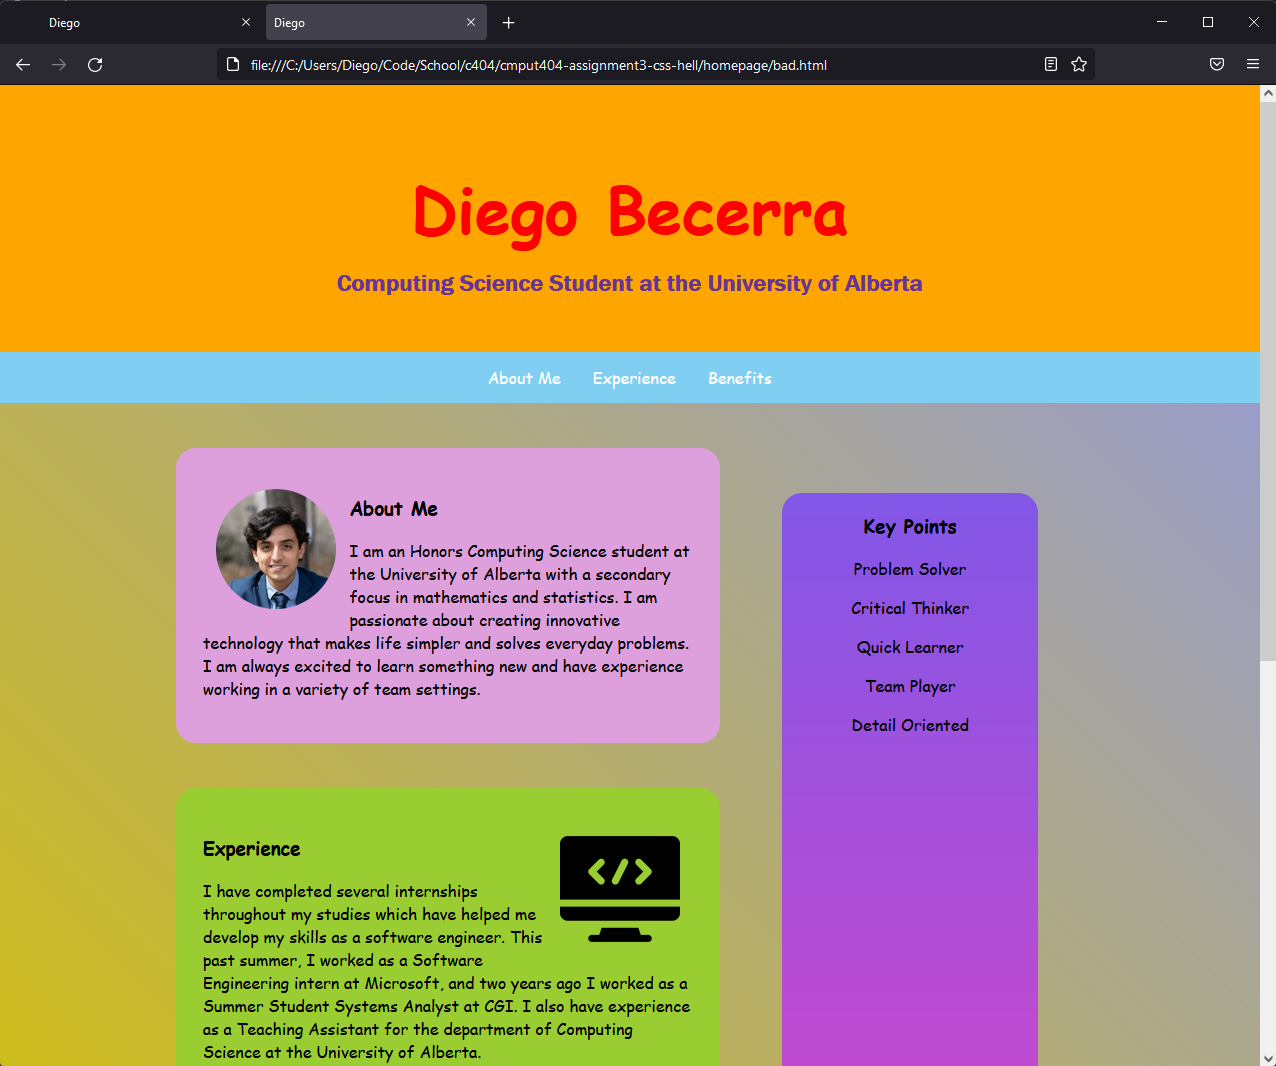 Diego
Diego
file:///C:/Users/Diego/Code/School/c404/cmput404-assignment3-css-hell/homepage/bad.html
Diego Becerra
Computing Science Student at the University of Alberta
About Me Experience Benefits
About Me
I am an Honors Computing Science student at
the University of Alberta with a secondary
focus in mathematics and statistics. I am
passionate about creating innovative
technology that makes life simpler and solves everyday problems.
I am always excited to learn something new and have experience
working in a variety of team settings.
Key Points
Problem Solver
Critical Thinker
Quick Learner
Team Player
Detail Oriented
Experience
</>
I have completed several internships
throughout my studies which have helped me
develop my skills as a software engineer. This
past summer, I worked as a Software
Engineering intern at Microsoft, and two years ago I worked as a
Summer Student Systems Analyst at CGI. I also have experience
as a Teaching Assistant for the department of Computing
Science at the University of Alberta.